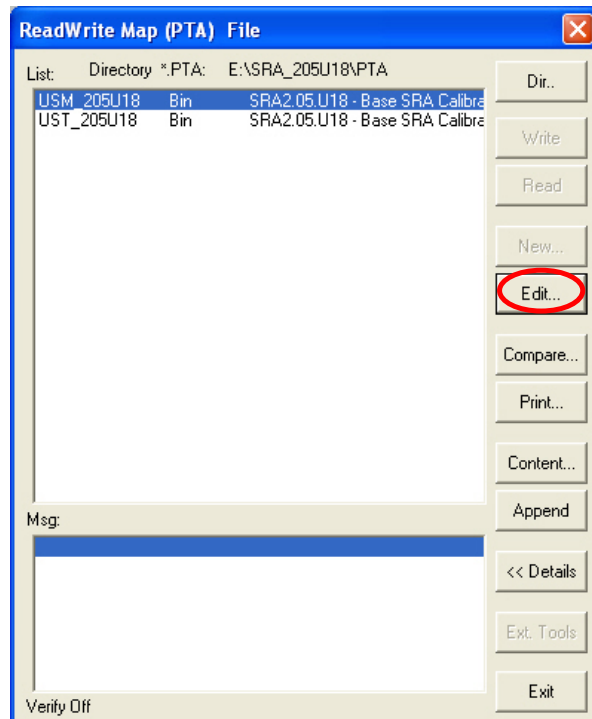 ReadWrite Map (PTA) File
List: Directory *.PTA: E:\SRA_205U18\PTA
USM_205U18 Bin SRA2.05.U18 - Base SRA Calibra
UST_205U18 Bin SRA2.05.U18 - Base SRA Calibra
Dir..
Write
Read
New...
Edit...
Compare...
Print...
Content...
Append
Msg:
<< Details
Ext. Tools
Exit
Verify Off